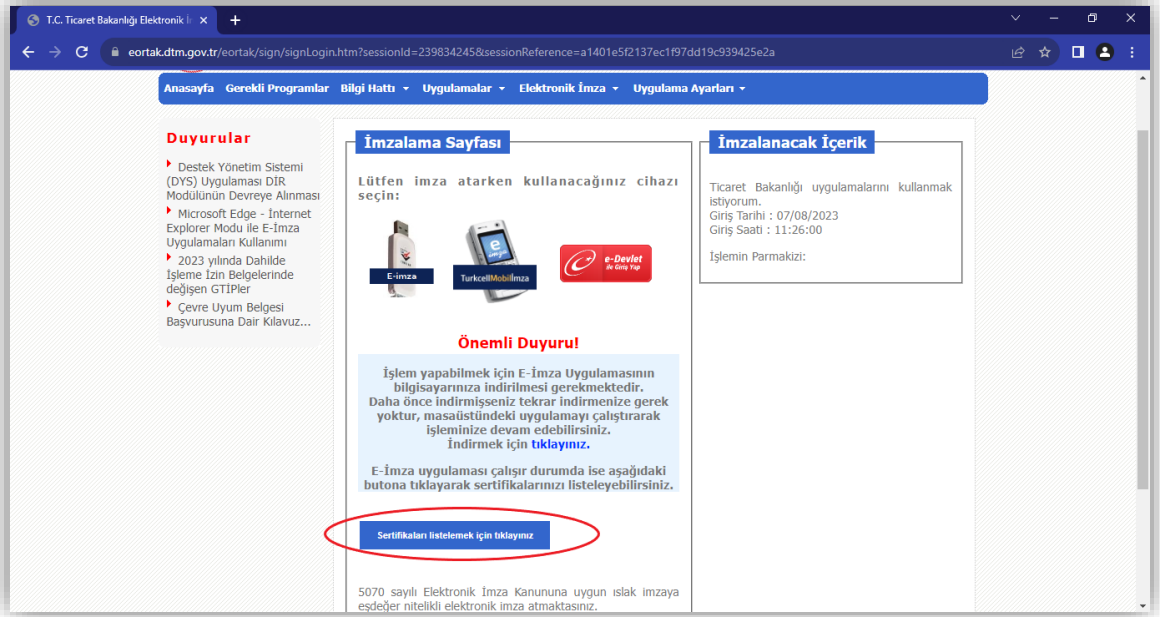 T.C. Ticaret Bakanlığı Elektronik İ
eortak.dtm.gov.tr/eortak/sign/signLogin.htm?sessionId=239834245&sessionReference=a1401e5f2137ec1f97dd19c939425e2a
Anasayfa Gerekli Programlar Bilgi Hattı Uygulamalar Elektronik İmza Uygulama Ayarları
Duyurular
Destek Yönetim Sistemi
(DYS) Uygulaması DİR
Modülünün Devreye Alınması
Microsoft Edge - İnternet
Explorer Modu ile E-İmza
Uygulamaları Kullanımı
2023 yılında Dahilde
İşleme İzin Belgelerinde
değişen GTİPler
Çevre Uyum Belgesi
Başvurusuna Dair Kılavuz...
İmzalama Sayfası
Lütfen imza atarken kullanacağınız cihazı
seçin:
E-imza
TurkcellMobilİmza
e-Devlet
ile Giriş Yap
Önemli Duyuru!
İşlem yapabilmek için E-İmza Uygulamasının
bilgisayarınıza indirilmesi gerekmektedir.
Daha önce indirmişseniz tekrar indirmenize gerek
yoktur, masaüstündeki uygulamayı çalıştırarak
işleminize devam edebilirsiniz.
İndirmek için tıklayınız.
E-İmza uygulaması çalışır durumda ise aşağıdaki
butona tıklayarak sertifikalarınızı listeleyebilirsiniz.
Sertifikaları listelemek için tıklayınız
5070 sayılı Elektronik İmza Kanununa uygun ıslak imzaya
eşdeğer nitelikli elektronik imza atmaktasınız.
İmzalanacak İçerik
Ticaret Bakanlığı uygulamalarını kullanmak
istiyorum.
Giriş Tarihi : 07/08/2023
Giriş Saati : 11:26:00
İşlemin Parmakizi: